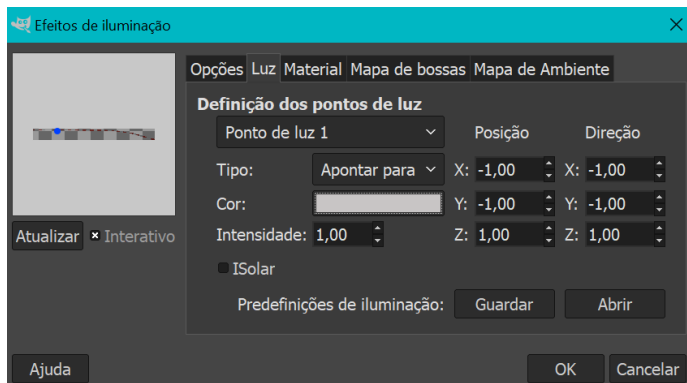 Efeitos de iluminação
Opções Luz Material Mapa de bossas Mapa de Ambiente
Definição dos pontos de luz
Ponto de luz 1 Posição Direção
Tipo: Apontar para X: -1,00 X: -1,00
Cor: Y: -1,00 Y: -1,00
Atualizar Interativo Intensidade: 1,00 Z: 1,00 Z: 1,00
ISolar
Predefinições de iluminação: Guardar Abrir
Ajuda OK Cancelar